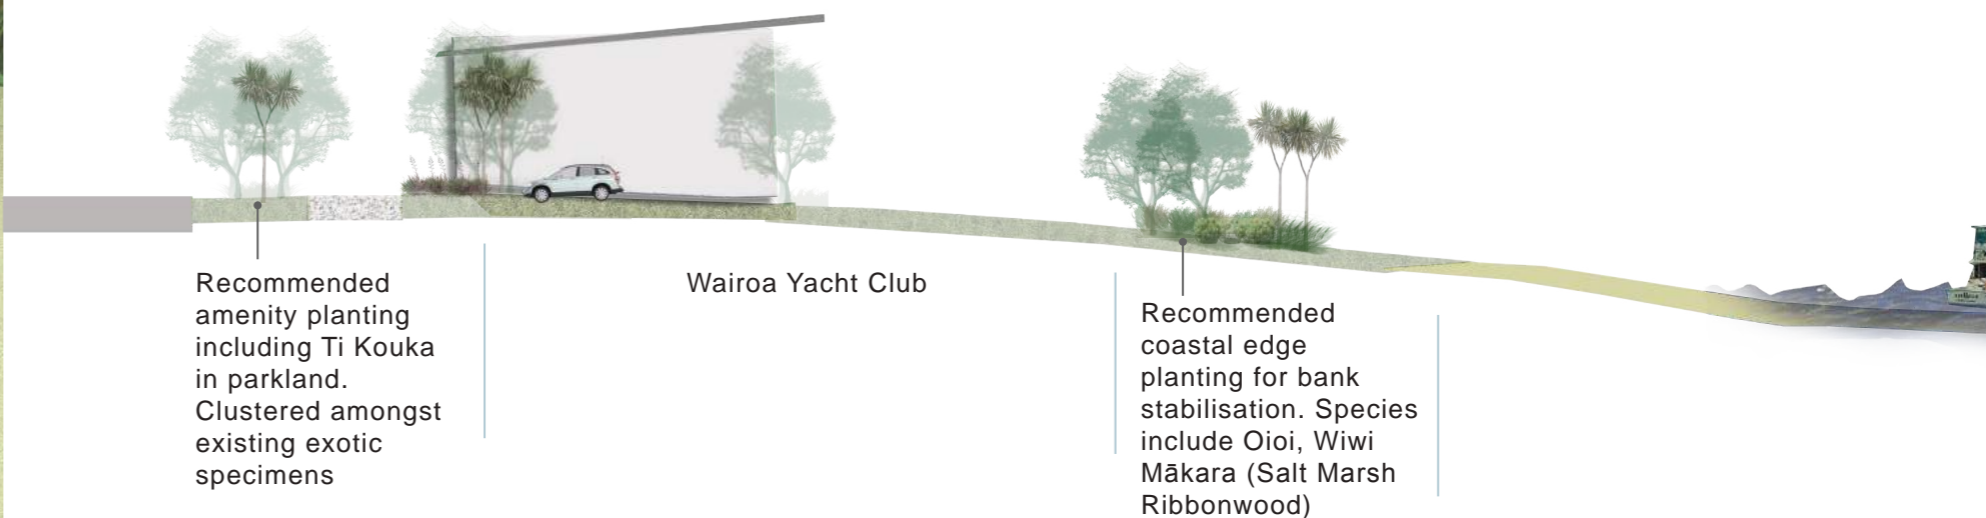 Recommended
amenity planting
including Ti Kouka
in parkland.
Clustered amongst
existing exotic
specimens
Wairoa Yacht Club
Recommended
coastal edge
planting for bank
stabilisation. Species
include Oioi, Wiwi
Mākara (Salt Marsh
Ribbonwood)